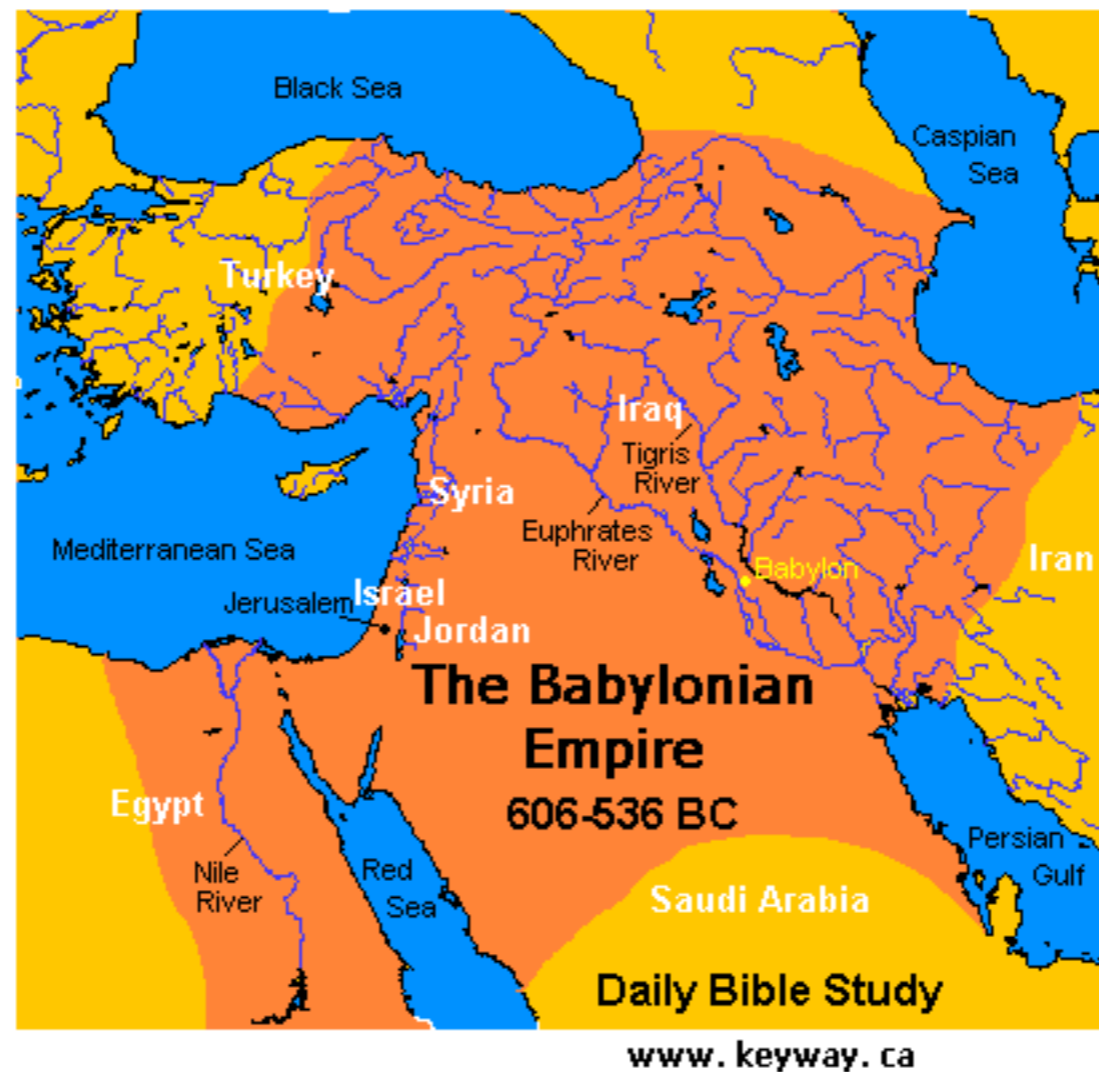 Black Sea
Caspian
Sea
Turkey
Iraq
Tigris
River
Syria
Euphrates
River
Mediterranean Sea
Iran
Babylon
Israel
Jerusalem
Jordan
The Babylonian
Empire
606-536 BC
Egypt
Nile
River
Red
Sea
Persian
Gulf
Saudi Arabia
Daily Bible Study
www.keyway.ca